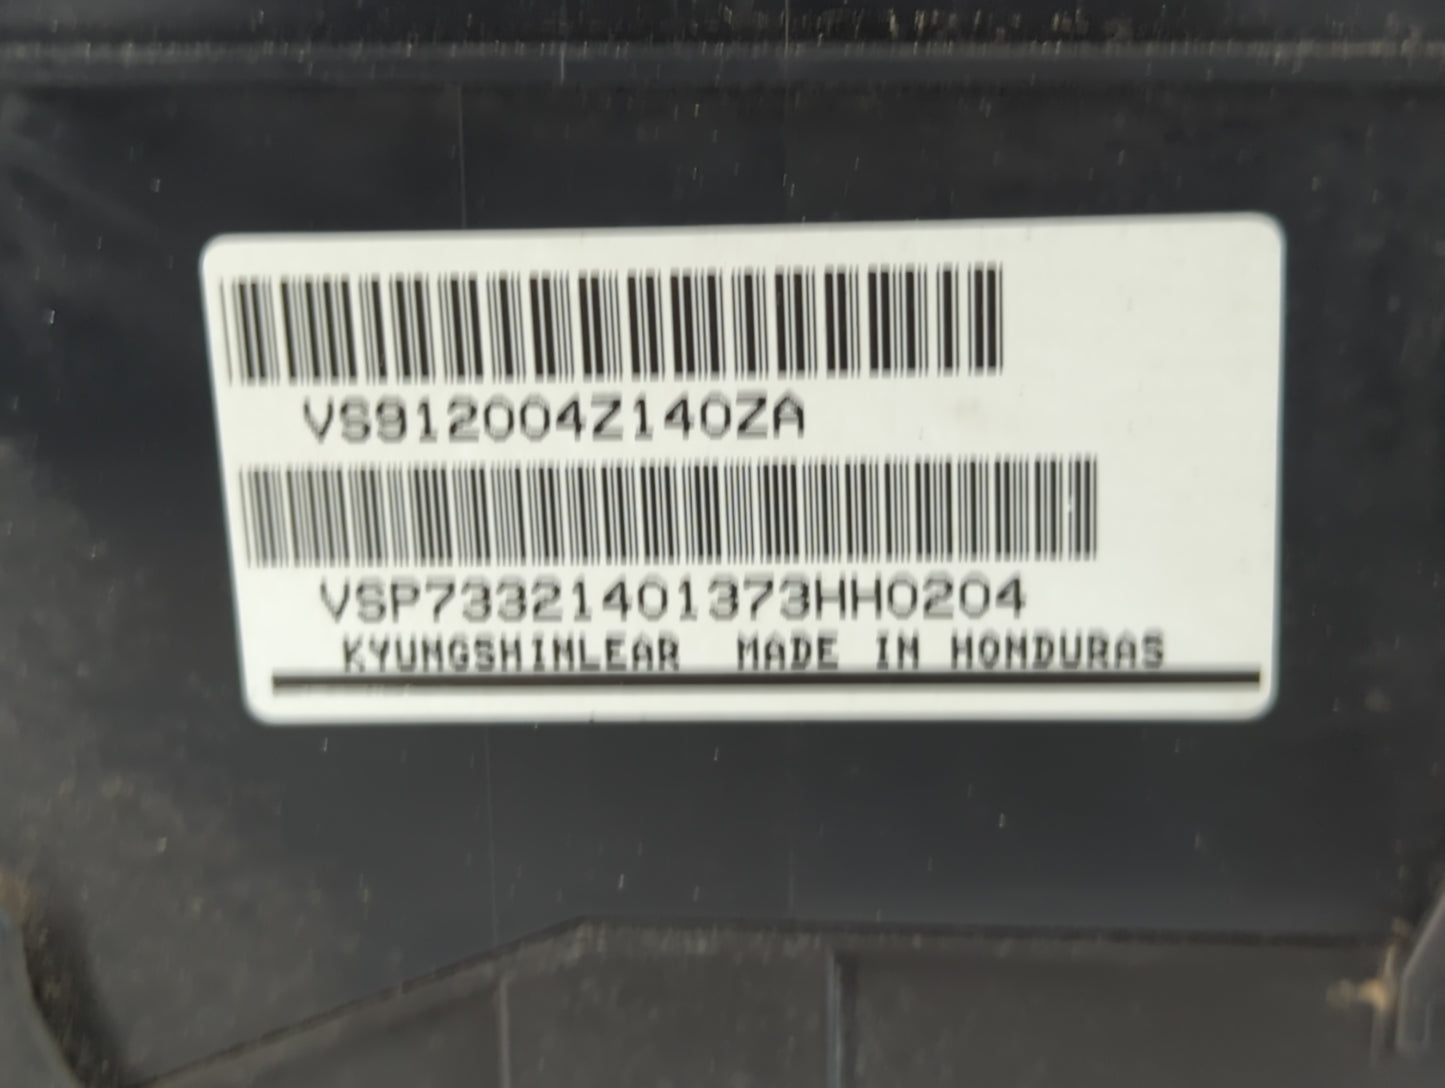 VS912004Z140ZA
VSP73321401373HH0204
KYUNGSHINLEAR MADE IN HONDURAS